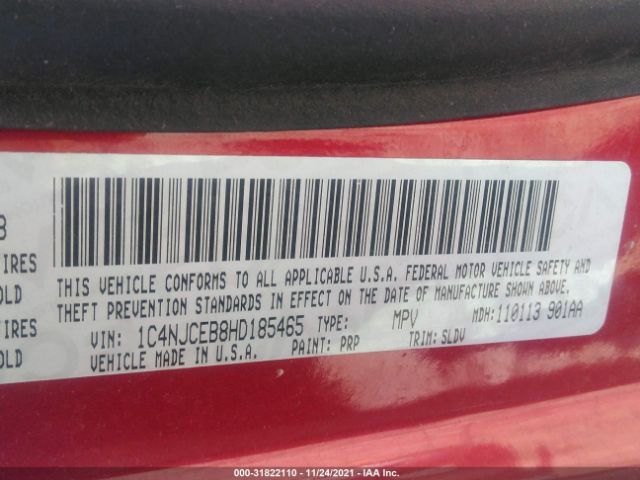 8
IRES
OLD
IRES
OLD
THIS VEHICLE CONFORMS TO ALL APPLICABLE U.S.A. FEDERAL MOTOR VEHICLE SAFETY AND
THEFT PREVENTION STANDARDS IN EFFECT ON THE DATE OF MANUFACTURE SHOWN ABOVE.
VIN: 1C4NJCEB8HD185465 TYPE: MPV MDH: 110113 901AA
VEHICLE MADE IN U.S.A. PAINT: PRP TRIM: SLDV
000-31822110 - 11/24/2021 - IAA Inc.